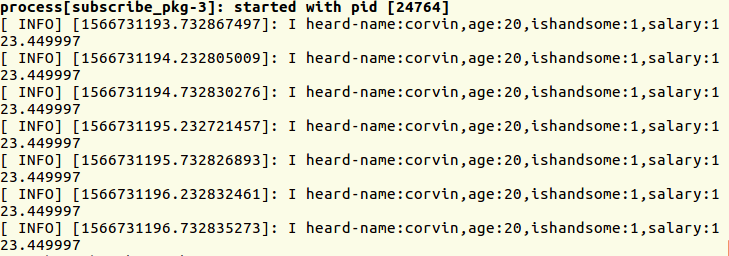 process[subscribe_pkg-3]: started with pid [24764]
[ INFO] [1566731193.732867497]: I heard-name:corvin,age:20,ishandsome:1,salary:1
23.449997
[ INFO] [1566731194.232805009]: I heard-name:corvin,age:20,ishandsome:1,salary:1
23.449997
[ INFO] [1566731194.732830276]: I heard-name:corvin,age:20,ishandsome:1,salary:1
23.449997
[ INFO] [1566731195.232721457]: I heard-name:corvin,age:20,ishandsome:1,salary:1
23.449997
[ INFO] [1566731195.732826893]: I heard-name:corvin,age:20,ishandsome:1,salary:1
23.449997
[ INFO] [1566731196.232832461]: I heard-name:corvin,age:20,ishandsome:1,salary:1
23.449997
[ INFO] [1566731196.732835273]: I heard-name:corvin,age:20,ishandsome:1,salary:1
23.449997